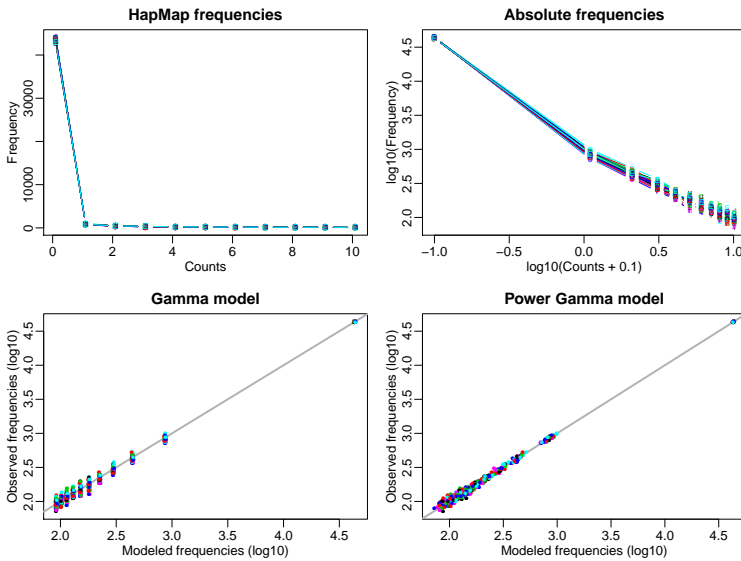 HapMap frequencies
Frequency
0 10000 30000
0 2 4 6 8 10
Counts
Absolute frequencies
log10(Frequency)
2.0 2.5 3.0 3.5 4.0 4.5
−1.0 −0.5 0.0 0.5 1.0
log10(Counts + 0.1)
Gamma model
Observed frequencies (log10)
2.0 2.5 3.0 3.5 4.0 4.5
2.0 2.5 3.0 3.5 4.0 4.5
Modeled frequencies (log10)
Power Gamma model
Observed frequencies (log10)
2.0 2.5 3.0 3.5 4.0 4.5
2.0 2.5 3.0 3.5 4.0 4.5
Modeled frequencies (log10)